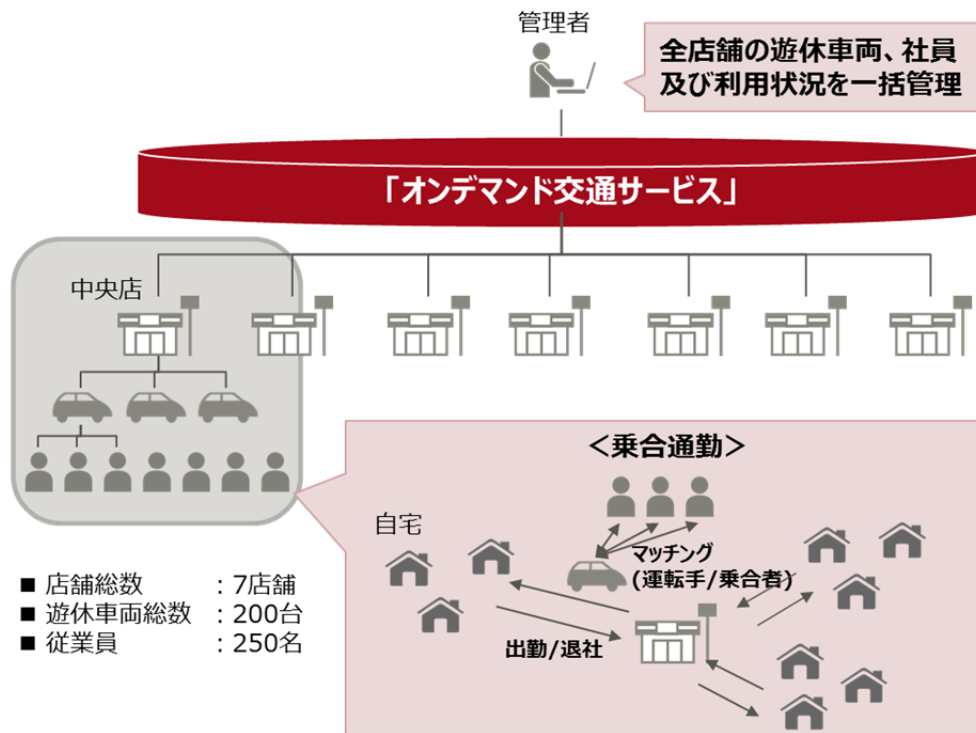 管理者
全店舗の遊休車両、社員
及び利用状況を一括管理
「オンデマンド交通サービス」
中央店
＜乗合通勤＞
自宅
マッチング
(運転手/乗合者)
出勤/退社
■ 店舗総数　　：7店舗
■ 遊休車両総数　：200台
■ 従業員　　　：250名